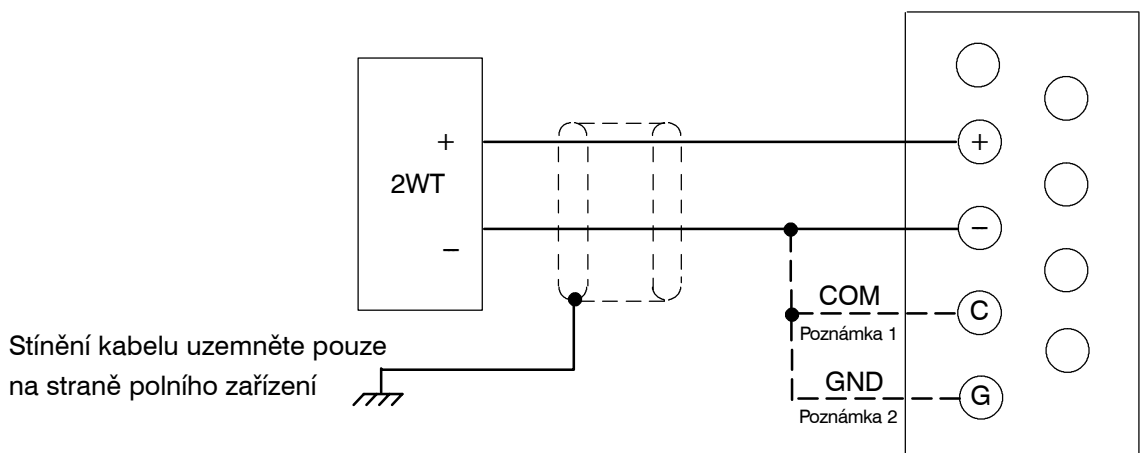 +
2WT
−
+
−
COM
C
Poznámka 1
GND
G
Poznámka 2
Stínění kabelu uzemněte pouze
na straně polního zařízení